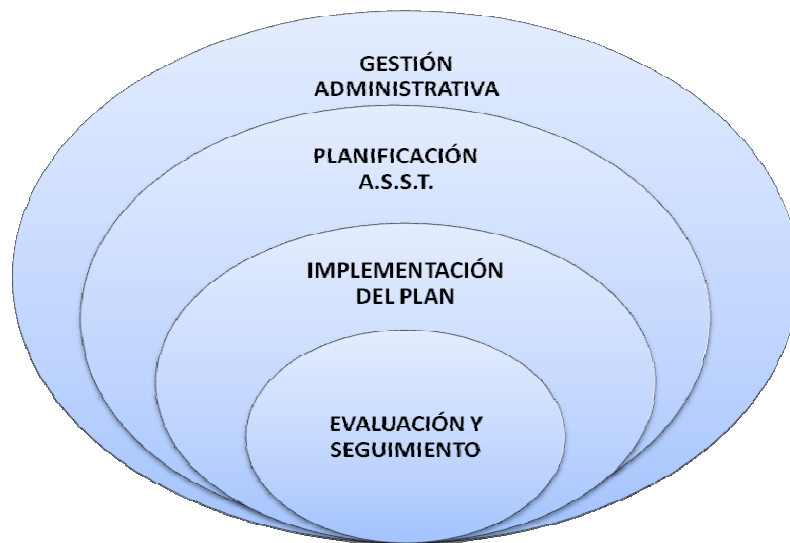 GESTIÓN
ADMINISTRATIVA
PLANIFICACIÓN
A.S.S.T.
IMPLEMENTACIÓN
DEL PLAN
EVALUACIÓN Y
SEGUIMIENTO